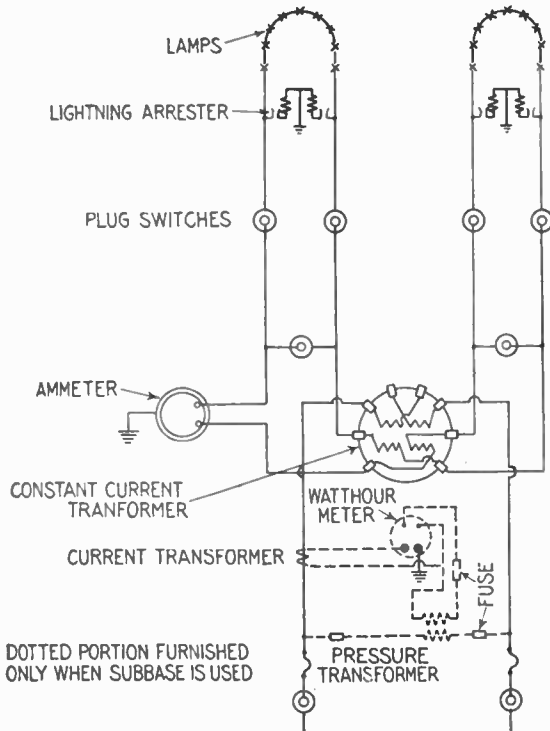 LAMPS
LIGHTNING ARRESTER
PLUG SWITCHES
AMMETER
CONSTANT CURRENT
TRANFORMER
WATTHOUR
METER
CURRENT TRANSFORMER
FUSE
DOTTED PORTION FURNISHED
ONLY WHEN SUBBASE IS USED
PRESSURE
TRANSFORMER